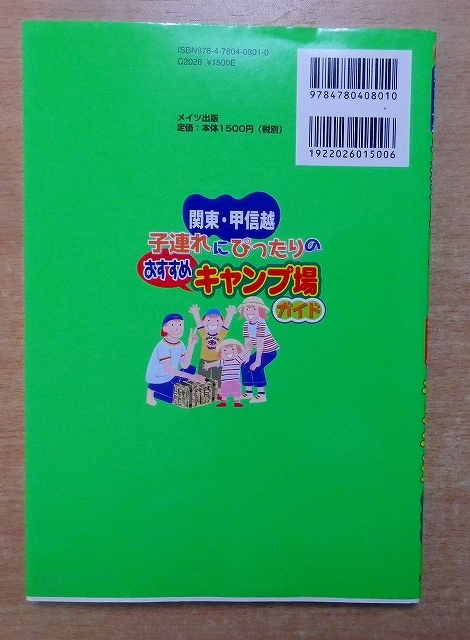 ISBN978-4-7804-0801-0
C2026 ¥1500E
メイツ出版
定価：本体1500円（税別）
9784780408010
1922026015006
関東・甲信越
子連れにぴったりの
おすすめ
キャンプ場
ガイド